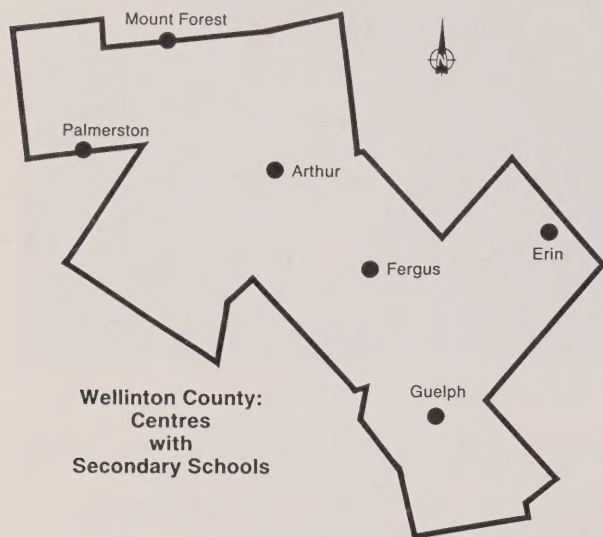 Mount Forest
N
Palmerston
Arthur
Erin
Fergus
Guelph
Wellinton County:
Centres
with
Secondary Schools